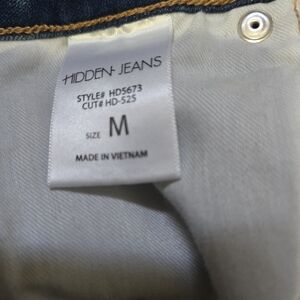 HIDDEN JEANS
STYLE# HD5673
CUT# HD-525
SIZE M
MADE IN VIETNAM